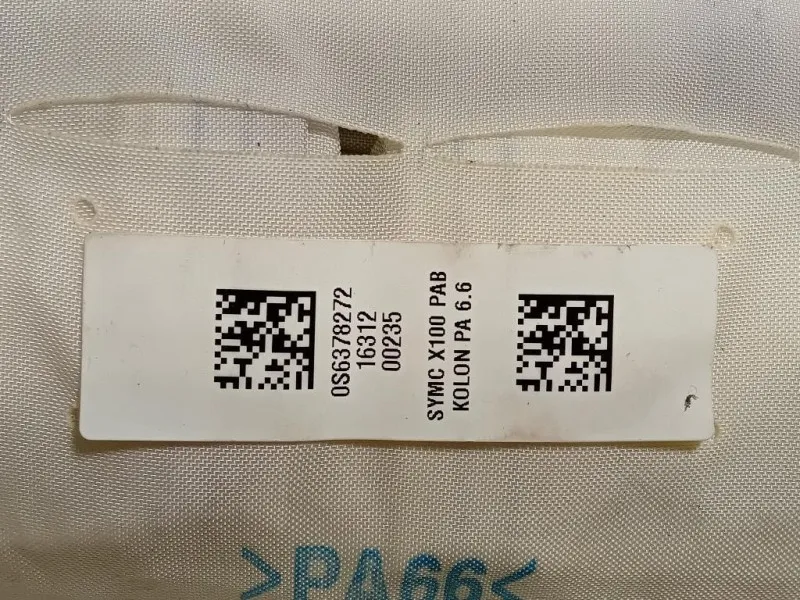 0S6378272
16312
00235
SYMC X100 PAB
KOLON PA 6.6
>PA66<